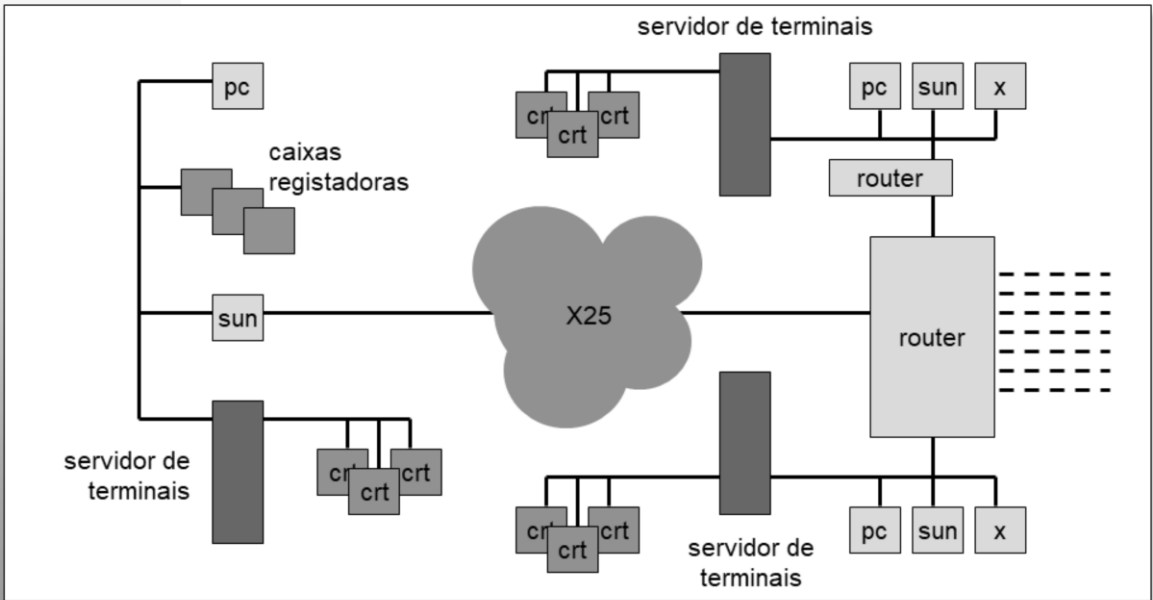 servidor de terminais
pc
pc
sun
x
crt
crt
crt
caixas
registadoras
router
X25
sun
router
servidor de
terminais
crt
crt
crt
crt
crt
crt
pc
sun
x
servidor de
terminais